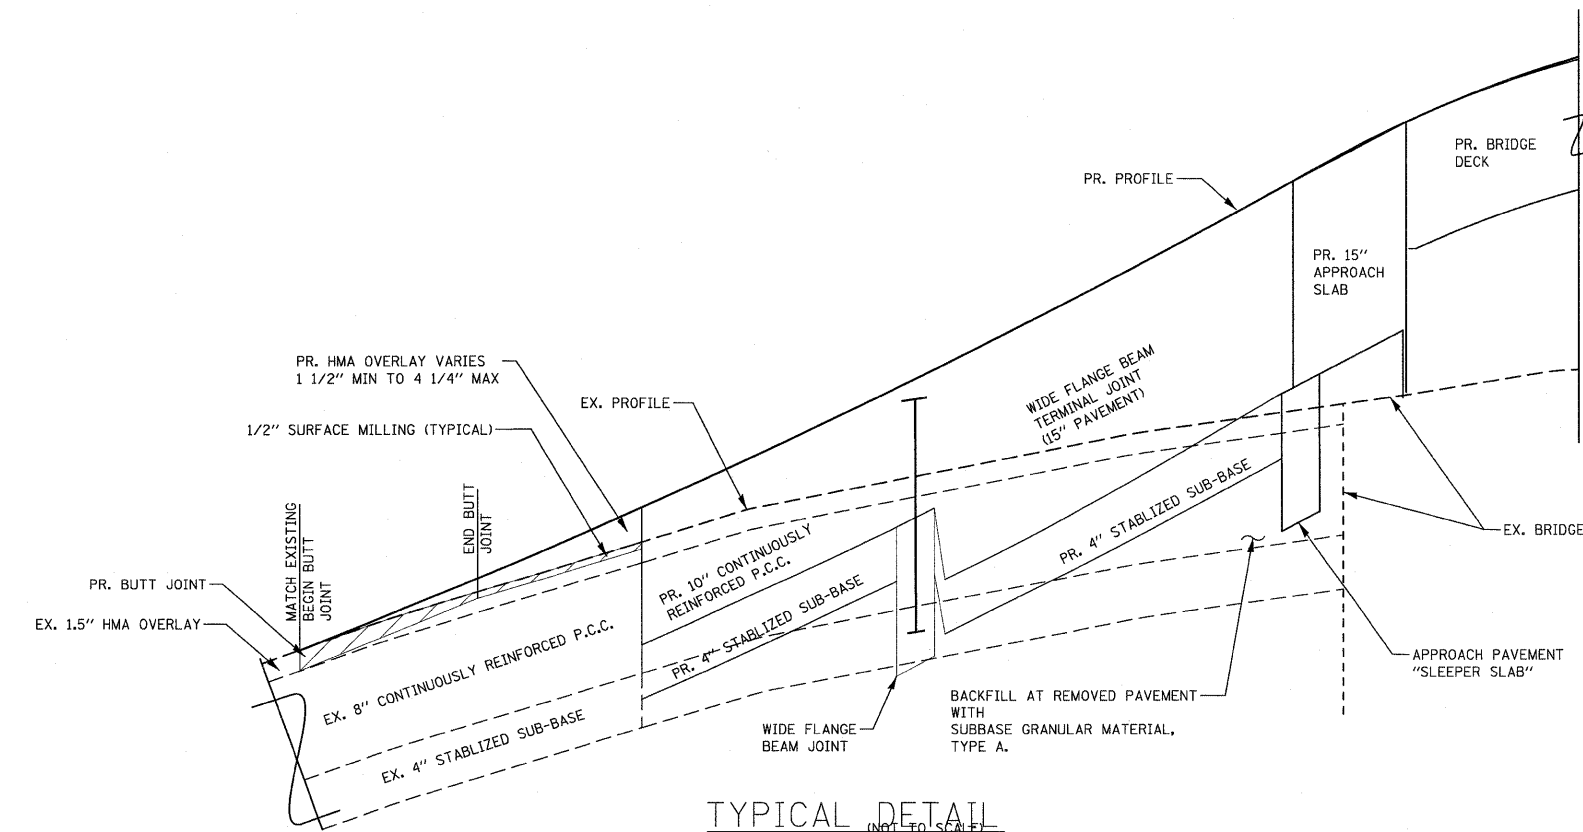 PR. BRIDGE
DECK
PR. PROFILE
PR. 15"
APPROACH
SLAB
PR. HMA OVERLAY VARIES
1 1/2" MIN TO 4 1/4" MAX
WIDE FLANGE BEAM
TERMINAL JOINT
(15" PAVEMENT)
EX. PROFILE
1/2" SURFACE MILLING (TYPICAL)
MATCH EXISTING
BEGIN BUTT
JOINT
END BUTT
JOINT
PR. BUTT JOINT
EX. 1.5" HMA OVERLAY
PR. 10" CONTINUOUSLY
REINFORCED P.C.C.
PR. 4" STABLIZED SUB-BASE
PR. 4" STABLIZED SUB-BASE
EX. BRIDGE
EX. 8" CONTINUOUSLY REINFORCED P.C.C.
EX. 4" STABLIZED SUB-BASE
APPROACH PAVEMENT
"SLEEPER SLAB"
WIDE FLANGE
BEAM JOINT
BACKFILL AT REMOVED PAVEMENT
WITH
SUBBASE GRANULAR MATERIAL,
TYPE A.
TYPICAL DETAIL
(NOT TO SCALE)